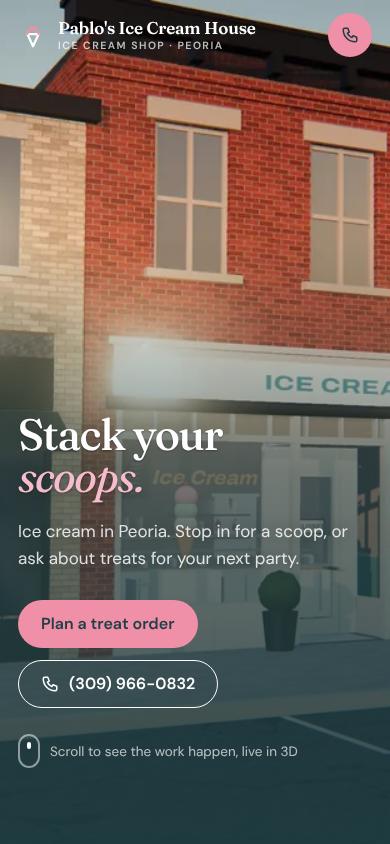 Pablo's Ice Cream House
ICE CREAM SHOP · PEORIA
ICE CREA
Ice Cream
Stack your
scoops.
Ice cream in Peoria. Stop in for a scoop, or
ask about treats for your next party.
Plan a treat order
(309) 966-0832
Scroll to see the work happen, live in 3D